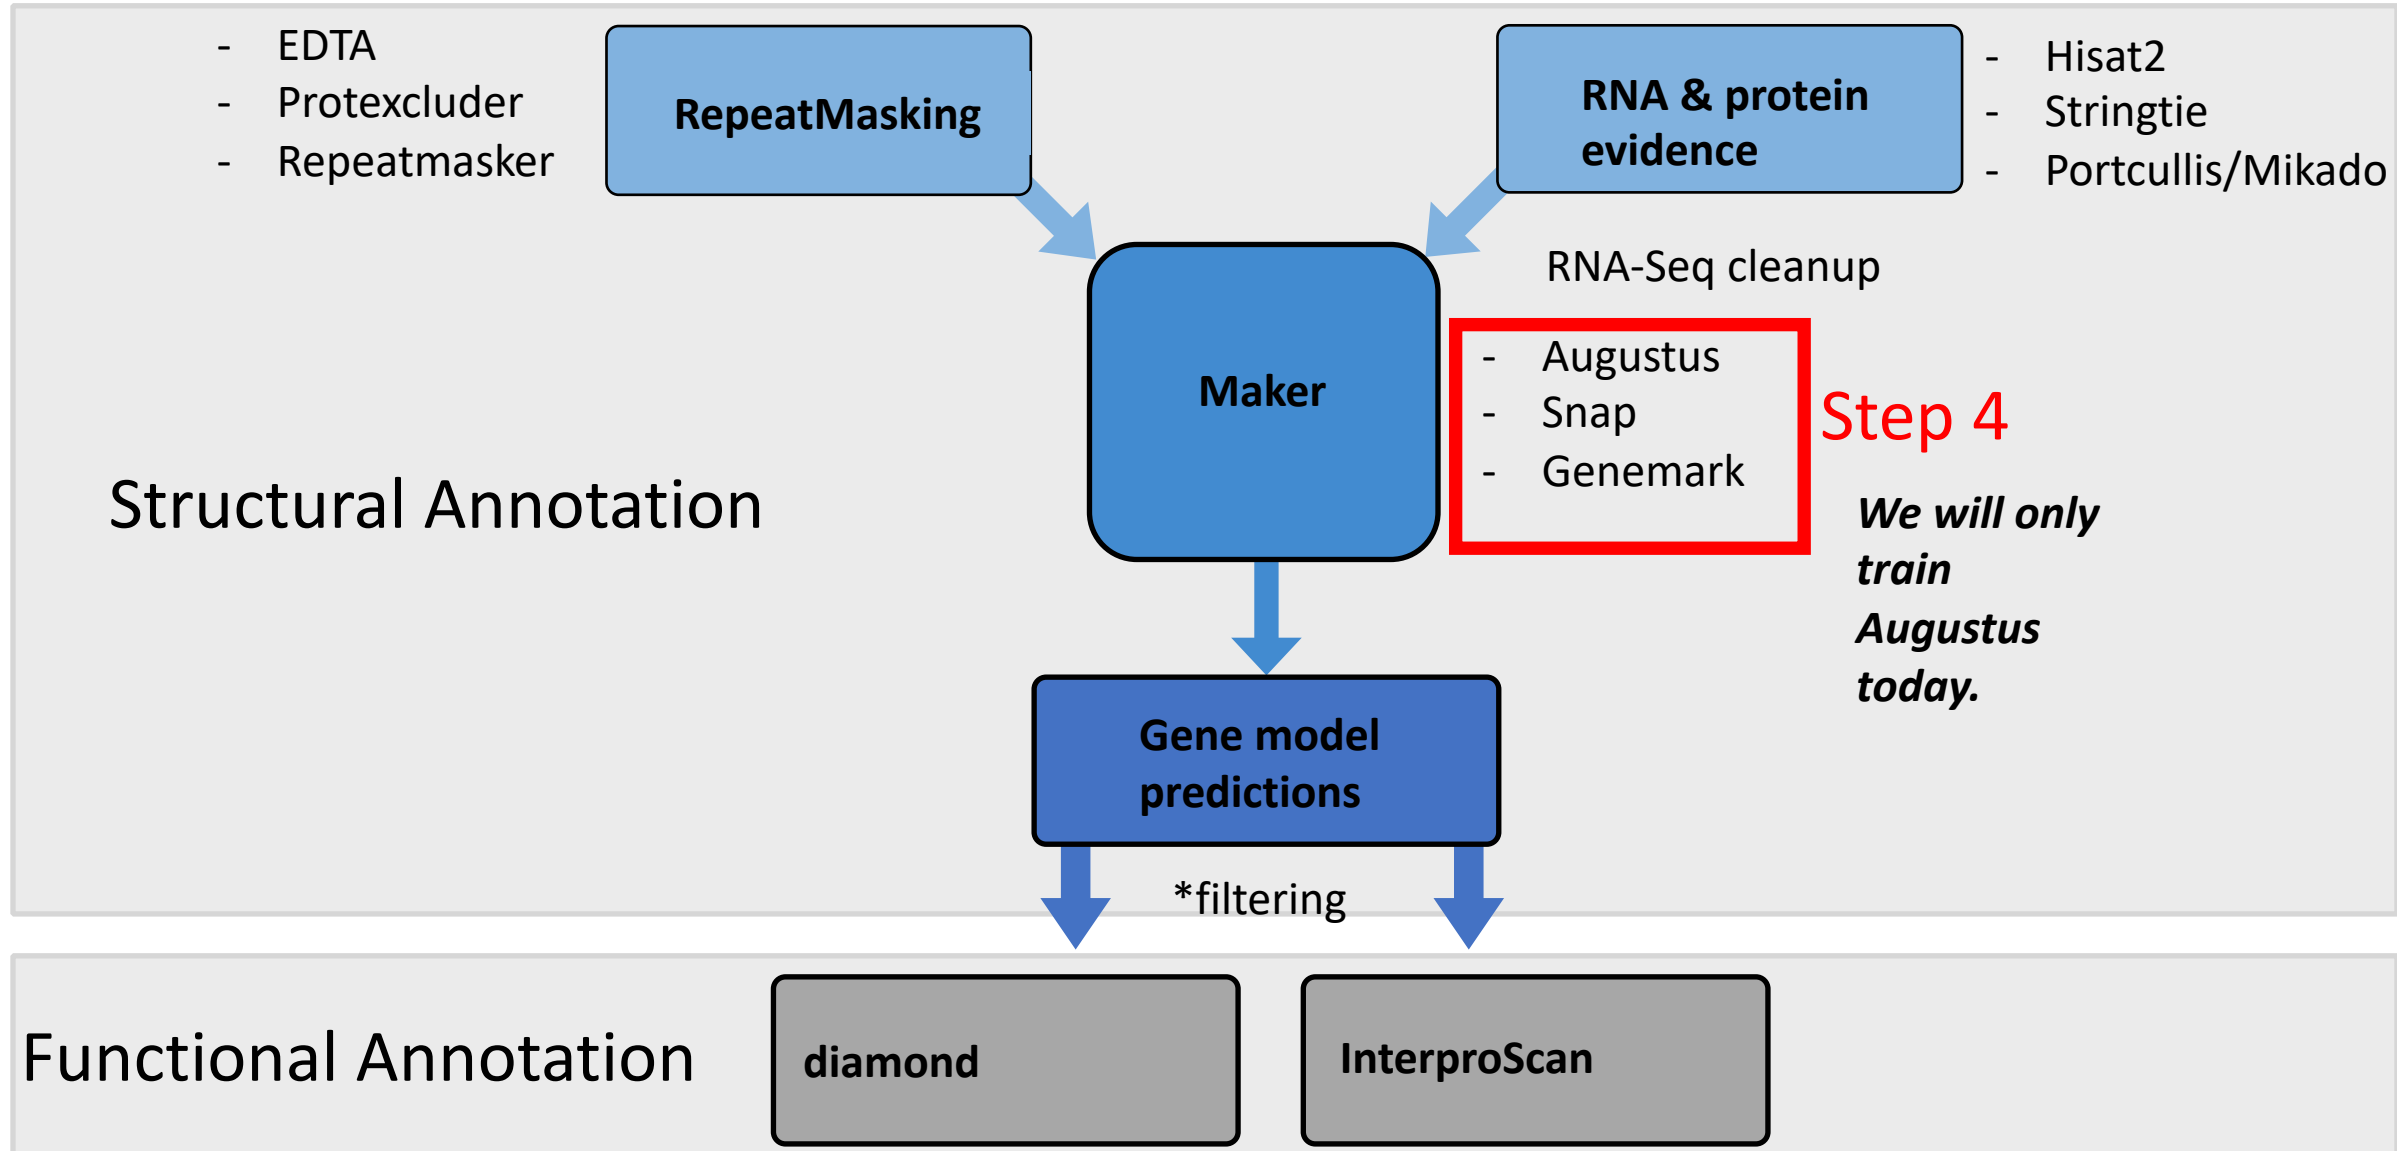 - EDTA
- Protexcluder
- Repeatmasker
RepeatMasking
RNA & protein
evidence
- Hisat2
- Stringtie
- Portcullis/Mikado
RNA-Seq cleanup
Maker
- Augustus
- Snap
- Genemark
Step 4
We will only
train
Augustus
today.
Structural Annotation
Gene model
predictions
*filtering
Functional Annotation
diamond
InterproScan